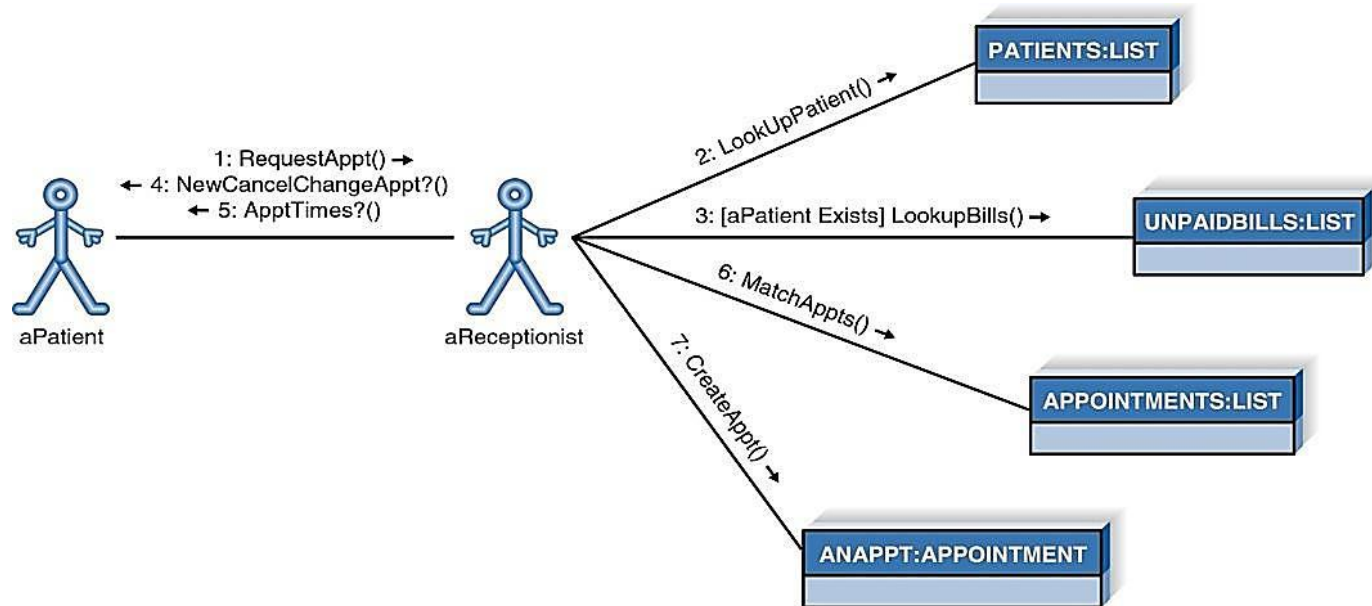 PATIENTS:LIST
2: LookUpPatient() →
1: RequestAppt() →
← 4: NewCancelChangeAppt?()
← 5: ApptTimes?()
3: [aPatient Exists] LookupBills() →
UNPAIDBILLS:LIST
6: MatchAppts() →
aPatient
aReceptionist
7: CreateAppt() →
APPOINTMENTS:LIST
ANAPPT:APPOINTMENT